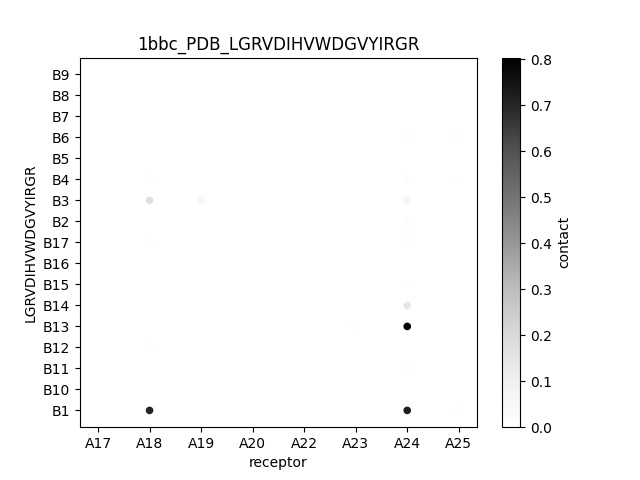 1bbc_PDB_LGRVDIHVWDGVYIRGR
B9
B8
B7
B6
B5
B4
B3
B2
B17
B16
B15
B14
B13
B12
B11
B10
B1
LGRVDIHVWDGVYIRGR
A17 A18 A19 A20 A22 A23 A24 A25
receptor
0.8
0.7
0.6
0.5
0.4
0.3
0.2
0.1
0.0
contact